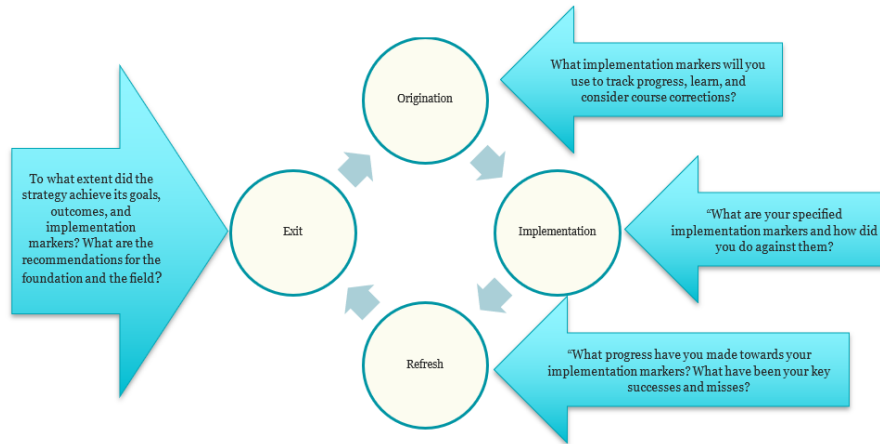 Origination
What implementation markers will you
use to track progress, learn, and
consider course corrections?
To what extent did the
strategy achieve its goals,
outcomes, and
implementation
markers? What are the
recommendations for the
foundation and the field?
Exit
Implementation
“What are your specified
implementation markers and how did
you do against them?
Refresh
“What progress have you made towards your
implementation markers? What have been your key
successes and misses?